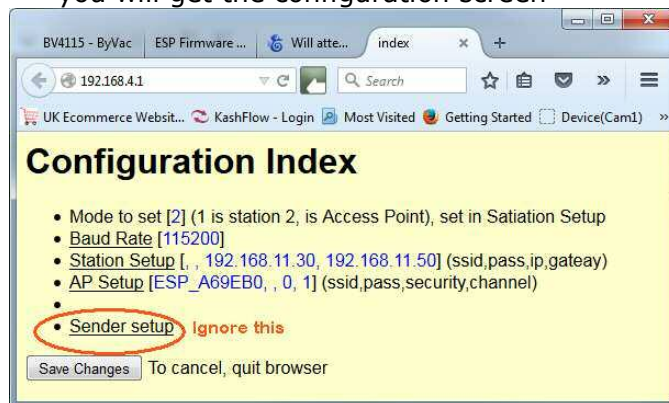 you will get the configuration screen
BV4115 - ByVac ESP Firmware ... Will atte... index × +
192.168.4.1 Search »
UK Ecommerce Websit... KashFlow - Login Most Visited Getting Started Device(Cam1) »
Configuration Index
• Mode to set [2] (1 is station 2, is Access Point), set in Satiation Setup
• Baud Rate [115200]
• Station Setup [, , 192.168.11.30, 192.168.11.50] (ssid,pass,ip,gateay)
• AP Setup [ESP_A69EB0, , 0, 1] (ssid,pass,security,channel)
•
• Sender setup Ignore this
Save Changes To cancel, quit browser